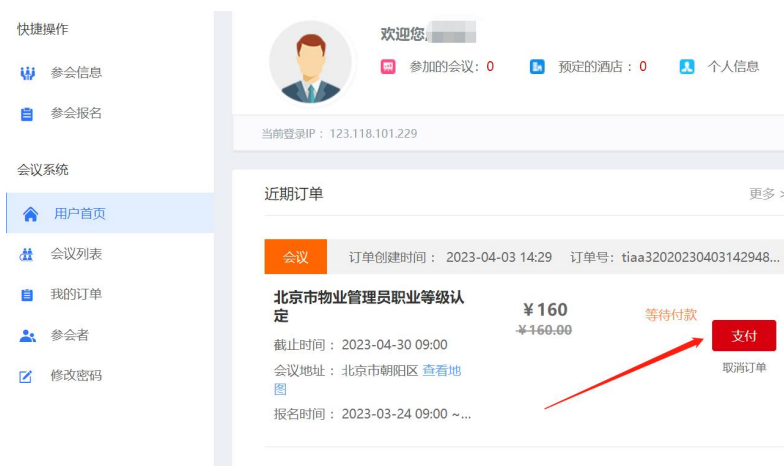 快捷操作
参会信息
参会报名
会议系统
用户首页
会议列表
我的订单
参会者
修改密码
欢迎您,
参加的会议：0 预定的酒店：0 个人信息
当前登录IP：123.118.101.229
近期订单 更多 >
会议 订单创建时间： 2023-04-03 14:29 订单号：tiaa32020230403142948...
北京市物业管理员职业等级认
定
￥160
￥160.00
等待付款
支付
取消订单
截止时间：2023-04-30 09:00
会议地址：北京市朝阳区 查看地
图
报名时间：2023-03-24 09:00 ~...